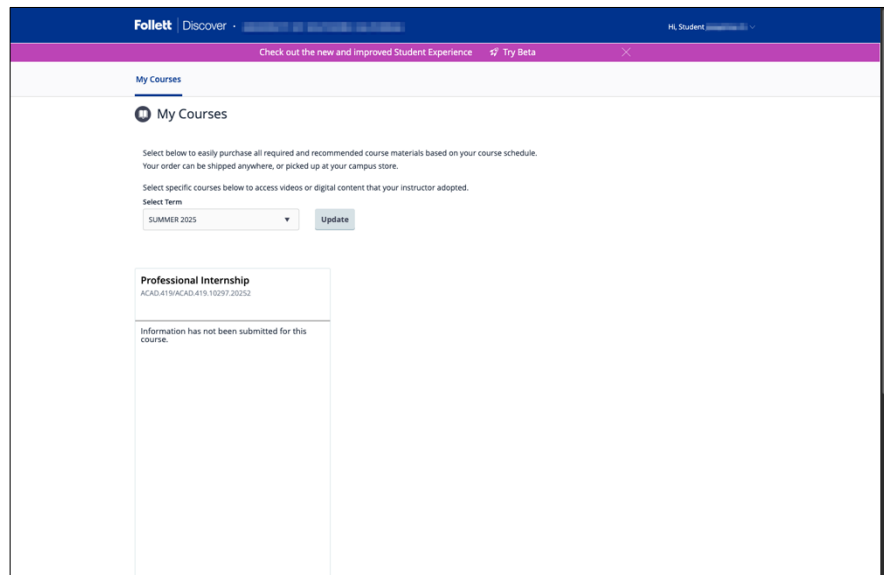 Follett | Discover ·
Hi, Student
Check out the new and improved Student Experience Try Beta
My Courses
My Courses
Select below to easily purchase all required and recommended course materials based on your course schedule.
Your order can be shipped anywhere, or picked up at your campus store.
Select specific courses below to access videos or digital content that your instructor adopted.
Select Term
SUMMER 2025
Update
Professional Internship
ACAD.419/ACAD.419.10297.202S2
Information has not been submitted for this
course.